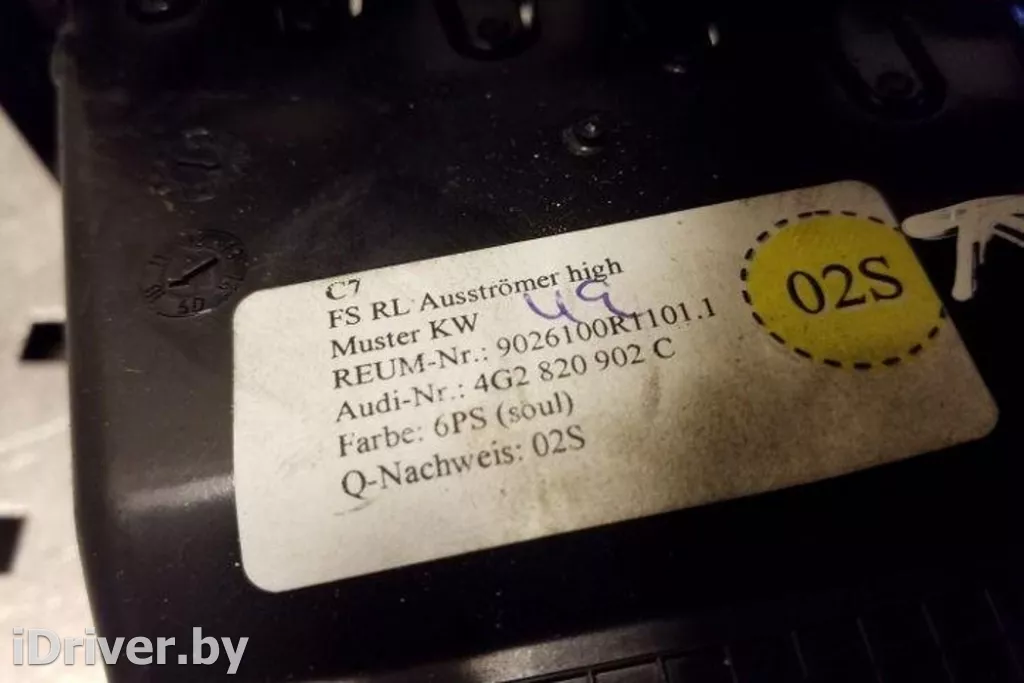 C7
FS RL Ausströmer high
Muster KW 49
REUM-Nr.: 9026100RT101.1
Audi-Nr.: 4G2 820 902 C
Farbe: 6PS (soul)
Q-Nachweis: 02S
02S
iDriver.by